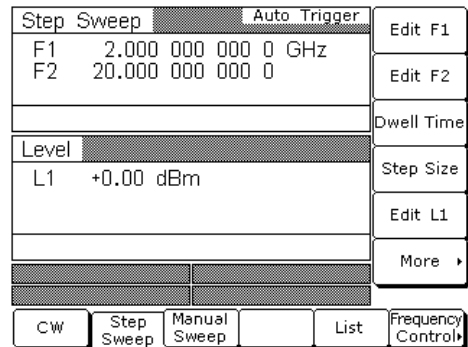 Step Sweep Auto Trigger
F1 2.000 000 000 0 GHz
F2 20.000 000 000 0
Level
L1 +0.00 dBm
Edit F1
Edit F2
Dwell Time
Step Size
Edit L1
More
CW
Step
Sweep
Manual
Sweep
List
Frequency
Control